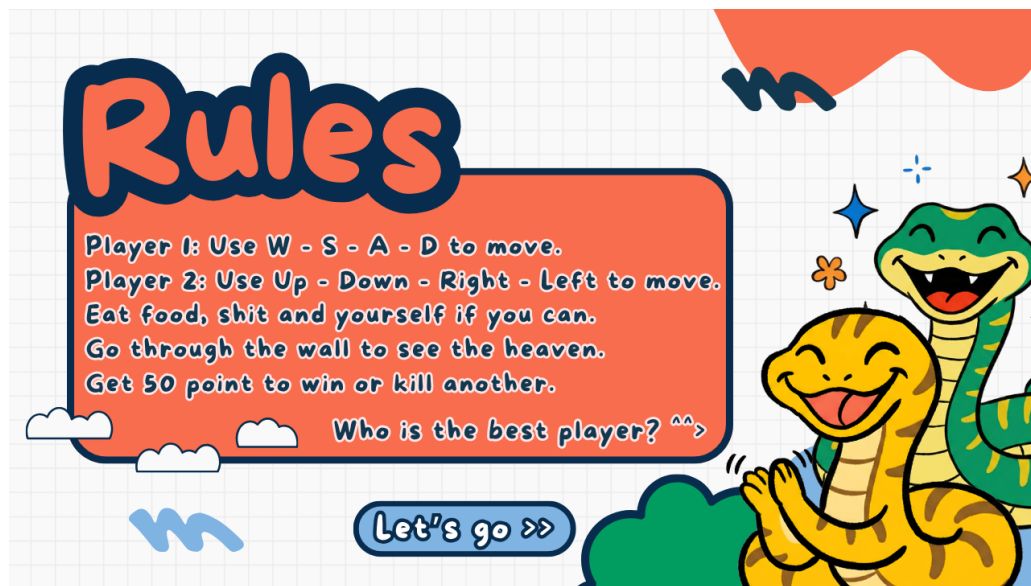 Rules
Player 1: Use W - S - A - D to move.
Player 2: Use Up - Down - Right - Left to move.
Eat food, shit and yourself if you can.
Go through the wall to see the heaven.
Get 50 point to win or kill another.
Who is the best player? ^^>
Let's go >>